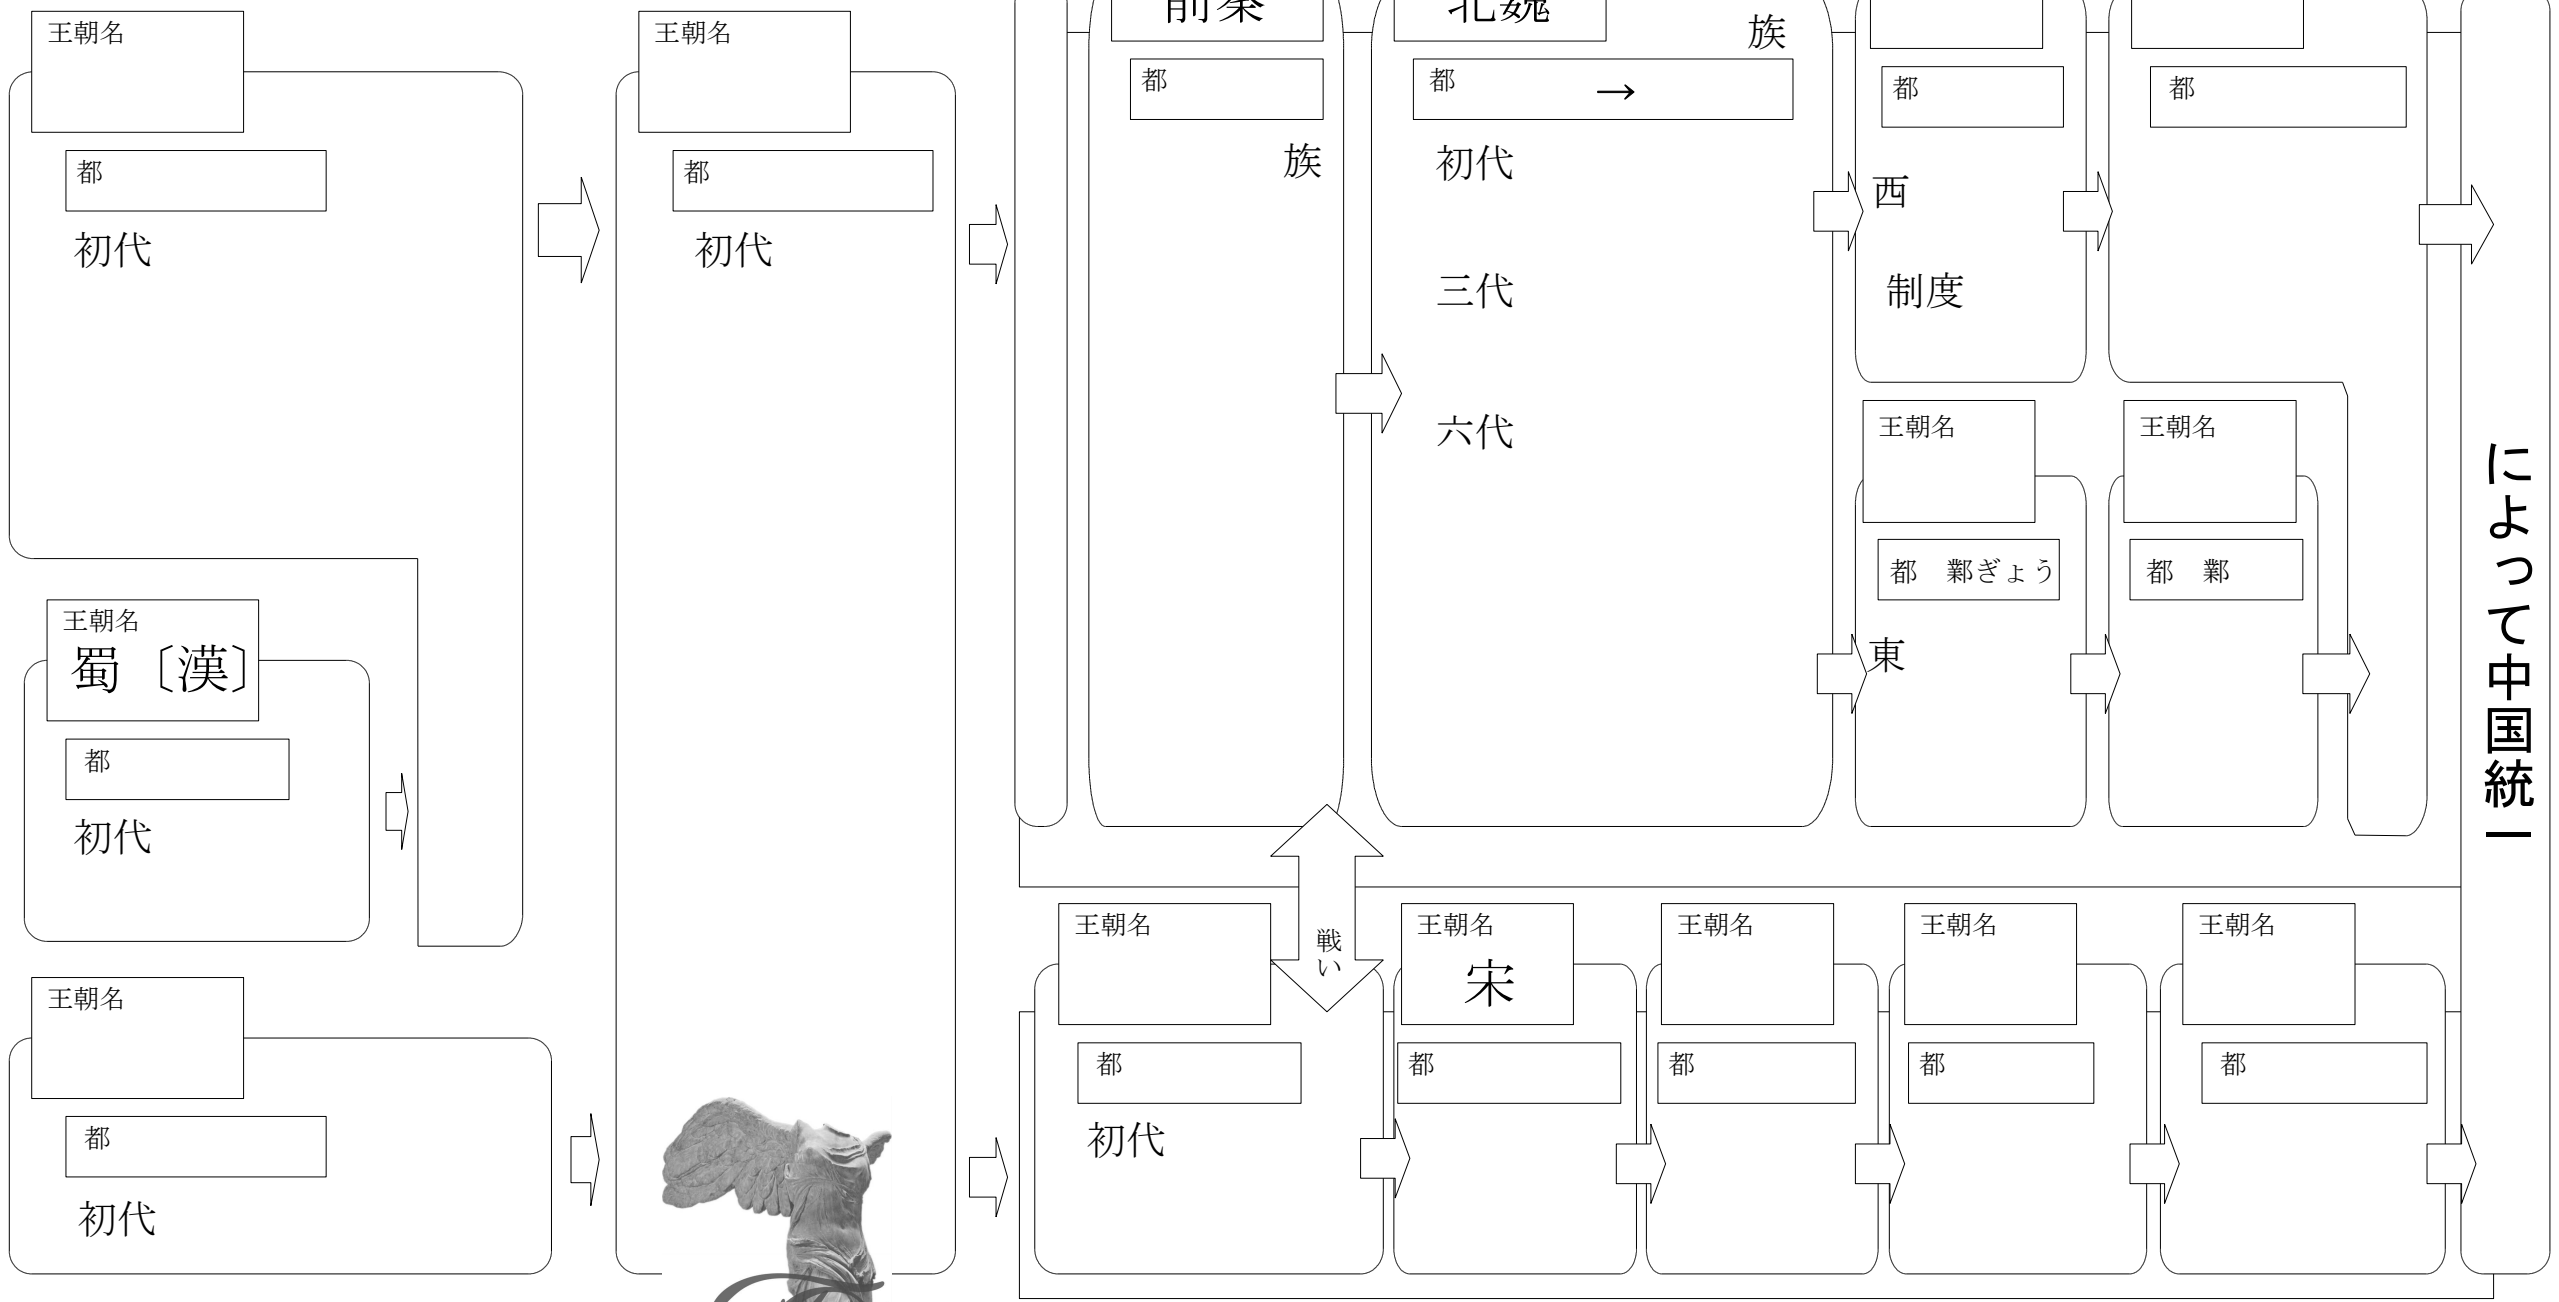 王朝名
都
初代
王朝名
蜀〔漢〕
都
初代
王朝名
都
初代
王朝名
都
初代
前秦
都
族
北魏
族
都 →
初代
三代
六代
都
西
制度
都
王朝名
都 鄴ぎょう
東
王朝名
都 鄴
戦い
王朝名
都
初代
王朝名
宋
都
王朝名
都
王朝名
都
王朝名
都
によって中国統一